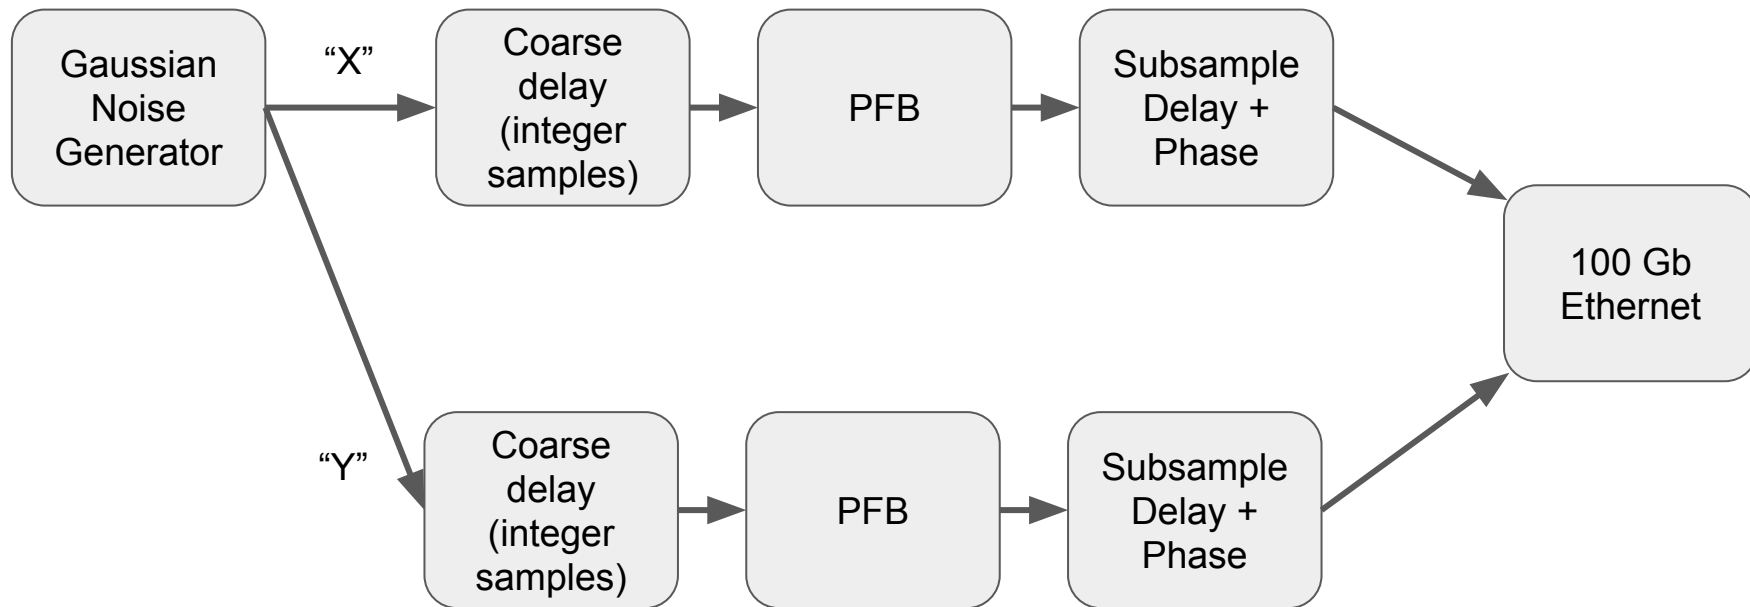 Gaussian
Noise
Generator
“X”
Coarse
delay
(integer
samples)
PFB
Subsample
Delay +
Phase
100 Gb
Ethernet
“Y”
Coarse
delay
(integer
samples)
PFB
Subsample
Delay +
Phase